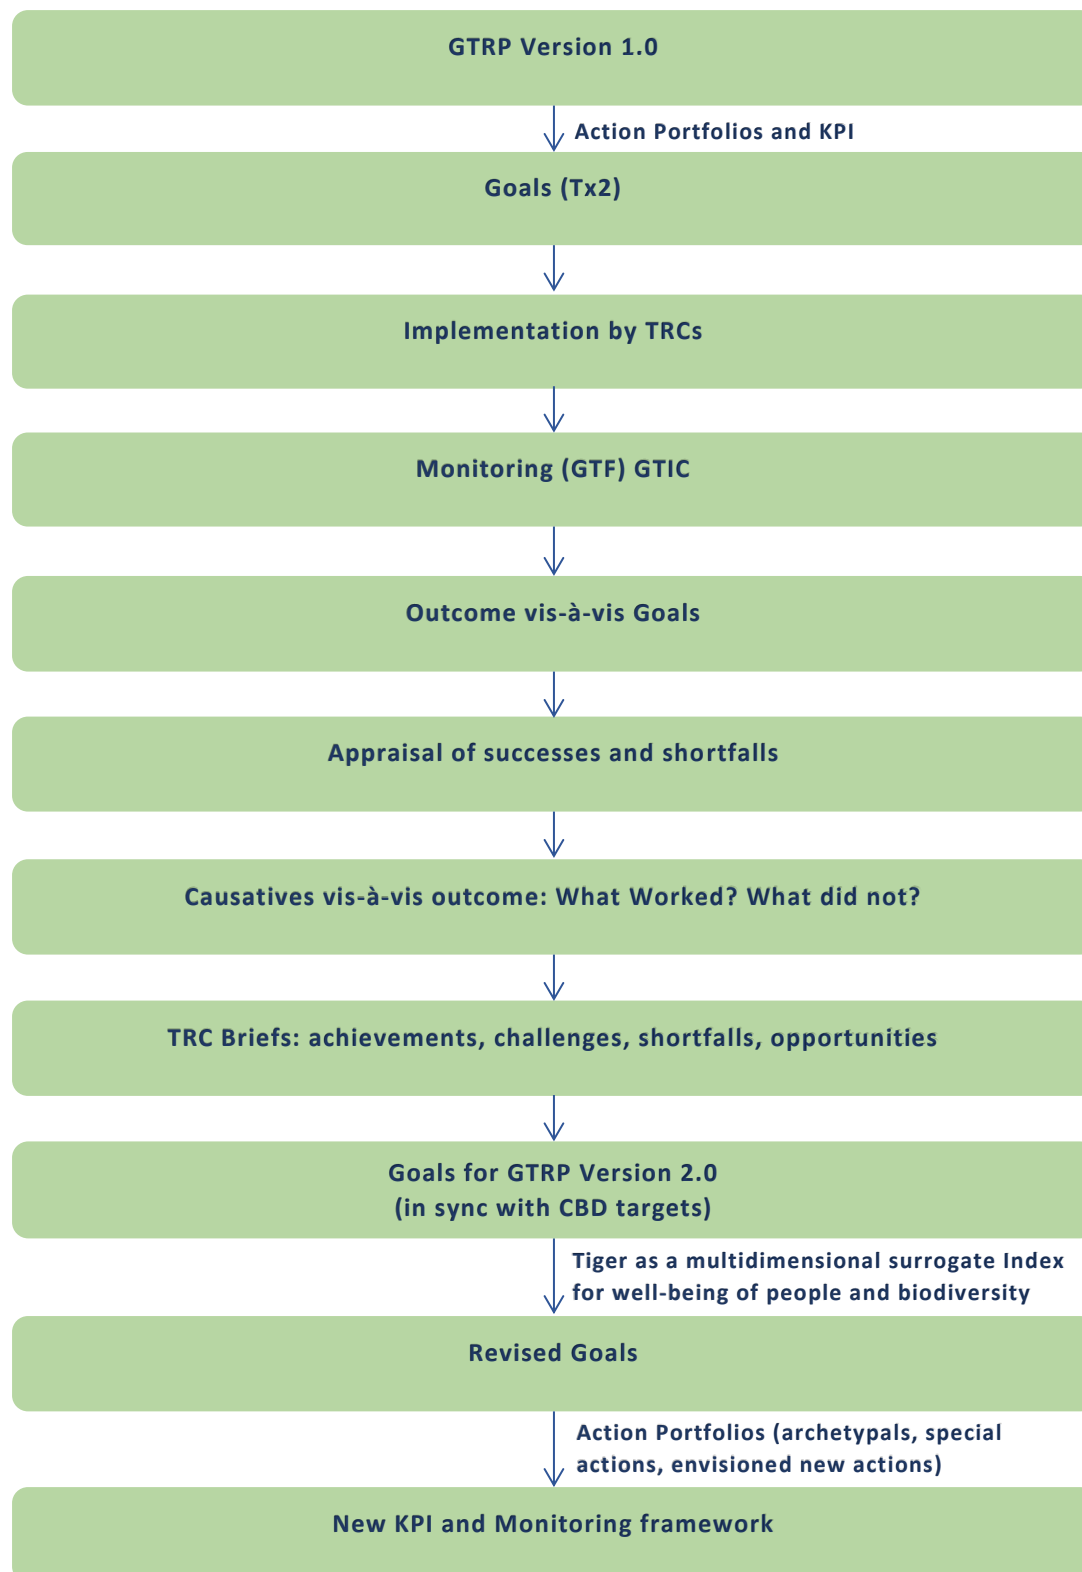 GTRP Version 1.0
Action Portfolios and KPI
Goals (Tx2)
Implementation by TRCs
Monitoring (GTF) GTIC
Outcome vis-à-vis Goals
Appraisal of successes and shortfalls
Causatives vis-à-vis outcome: What Worked? What did not?
TRC Briefs: achievements, challenges, shortfalls, opportunities
Goals for GTRP Version 2.0
(in sync with CBD targets)
Tiger as a multidimensional surrogate Index
for well-being of people and biodiversity
Revised Goals
Action Portfolios (archetypals, special
actions, envisioned new actions)
New KPI and Monitoring framework